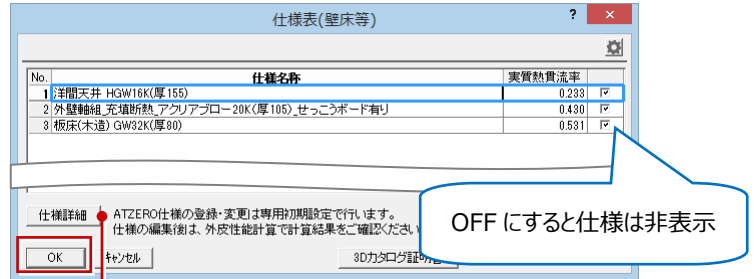 仕様表(壁床等)
? ×
No. 仕様名称 実質熱貫流率
1 洋間天井 HGW16K(厚155) 0.233
2 外壁軸組_充填断熱_アクリアブロー20K(厚105)_せっこうボード有り 0.430
3 板床(木造) GW32K(厚80) 0.531
仕様詳細 ATZERO仕様の登録・変更は専用初期設定で行います。
仕様の編集後は、外皮性能計算で計算結果をご確認ください
OFF にすると仕様は非表示
OK キャンセル 3Dカタログ証明書